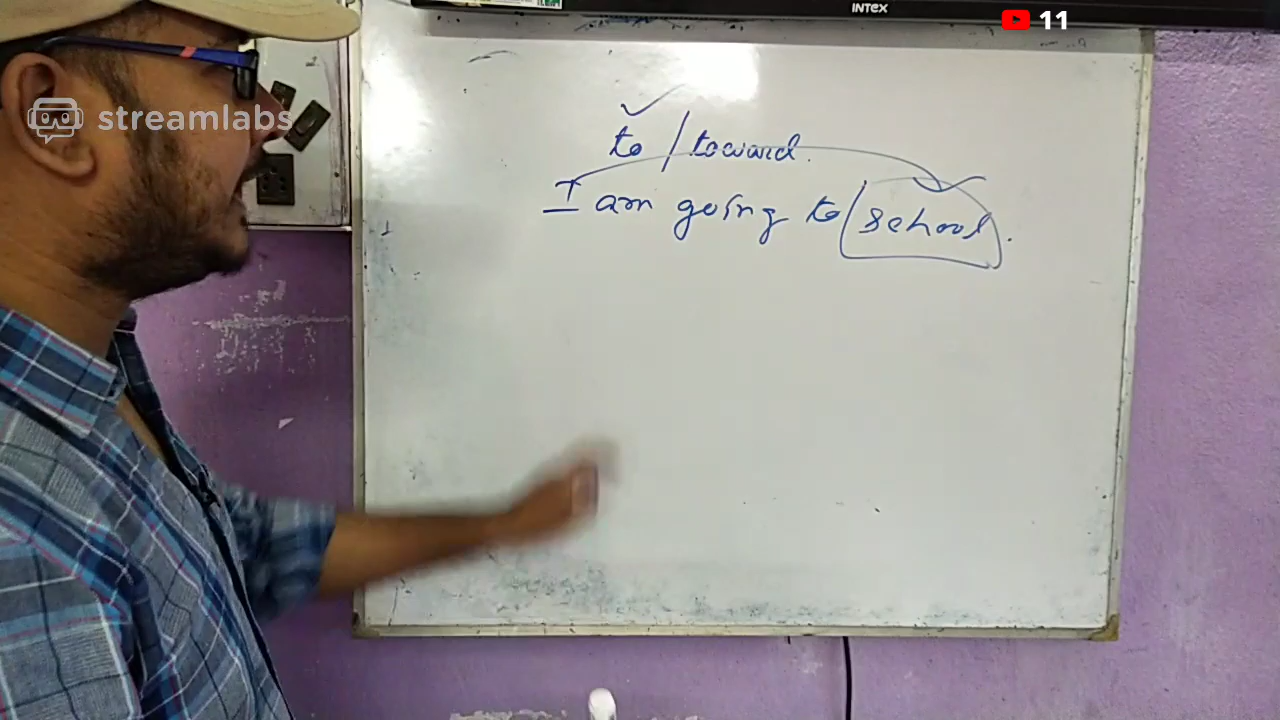 INTEX
11
streamlabs
to / toward.
I am going to school.